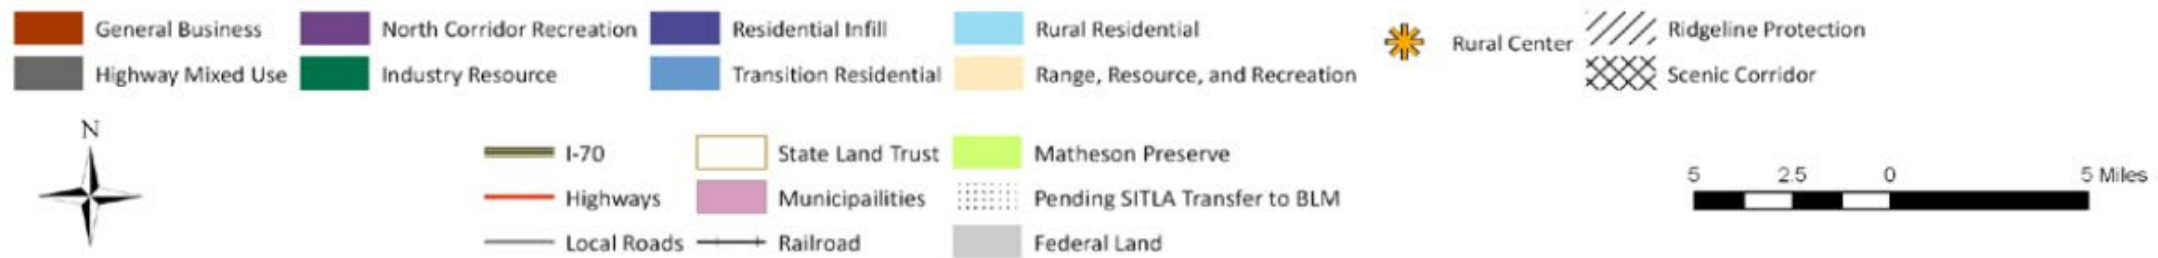 General Business
North Corridor Recreation
Residential Infill
Rural Residential
Rural Center
Ridgeline Protection
Highway Mixed Use
Industry Resource
Transition Residential
Range, Resource, and Recreation
Scenic Corridor
N
I-70
State Land Trust
Matheson Preserve
5 2.5 0 5 Miles
Highways
Municipailities
Pending SITLA Transfer to BLM
Local Roads
Railroad
Federal Land